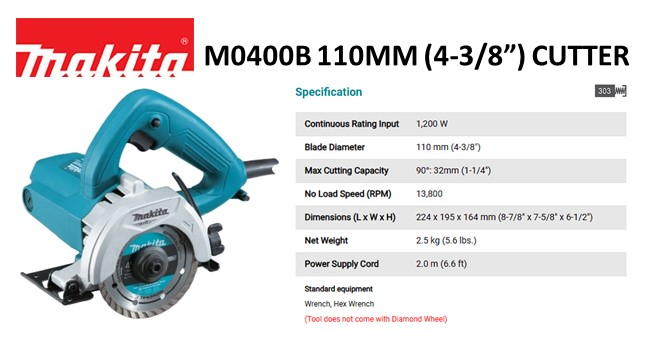 makita®
M0400B 110MM (4-3/8”) CUTTER
Specification
303
Continuous Rating Input 1,200 W
Blade Diameter 110 mm (4-3/8")
Max Cutting Capacity 90°: 32mm (1-1/4")
No Load Speed (RPM) 13,800
Dimensions (L x W x H) 224 x 195 x 164 mm (8-7/8" x 7-5/8" x 6-1/2")
Net Weight 2.5 kg (5.6 lbs.)
Power Supply Cord 2.0 m (6.6 ft)
Standard equipment
Wrench, Hex Wrench
(Tool does not come with Diamond Wheel)
makita
makita